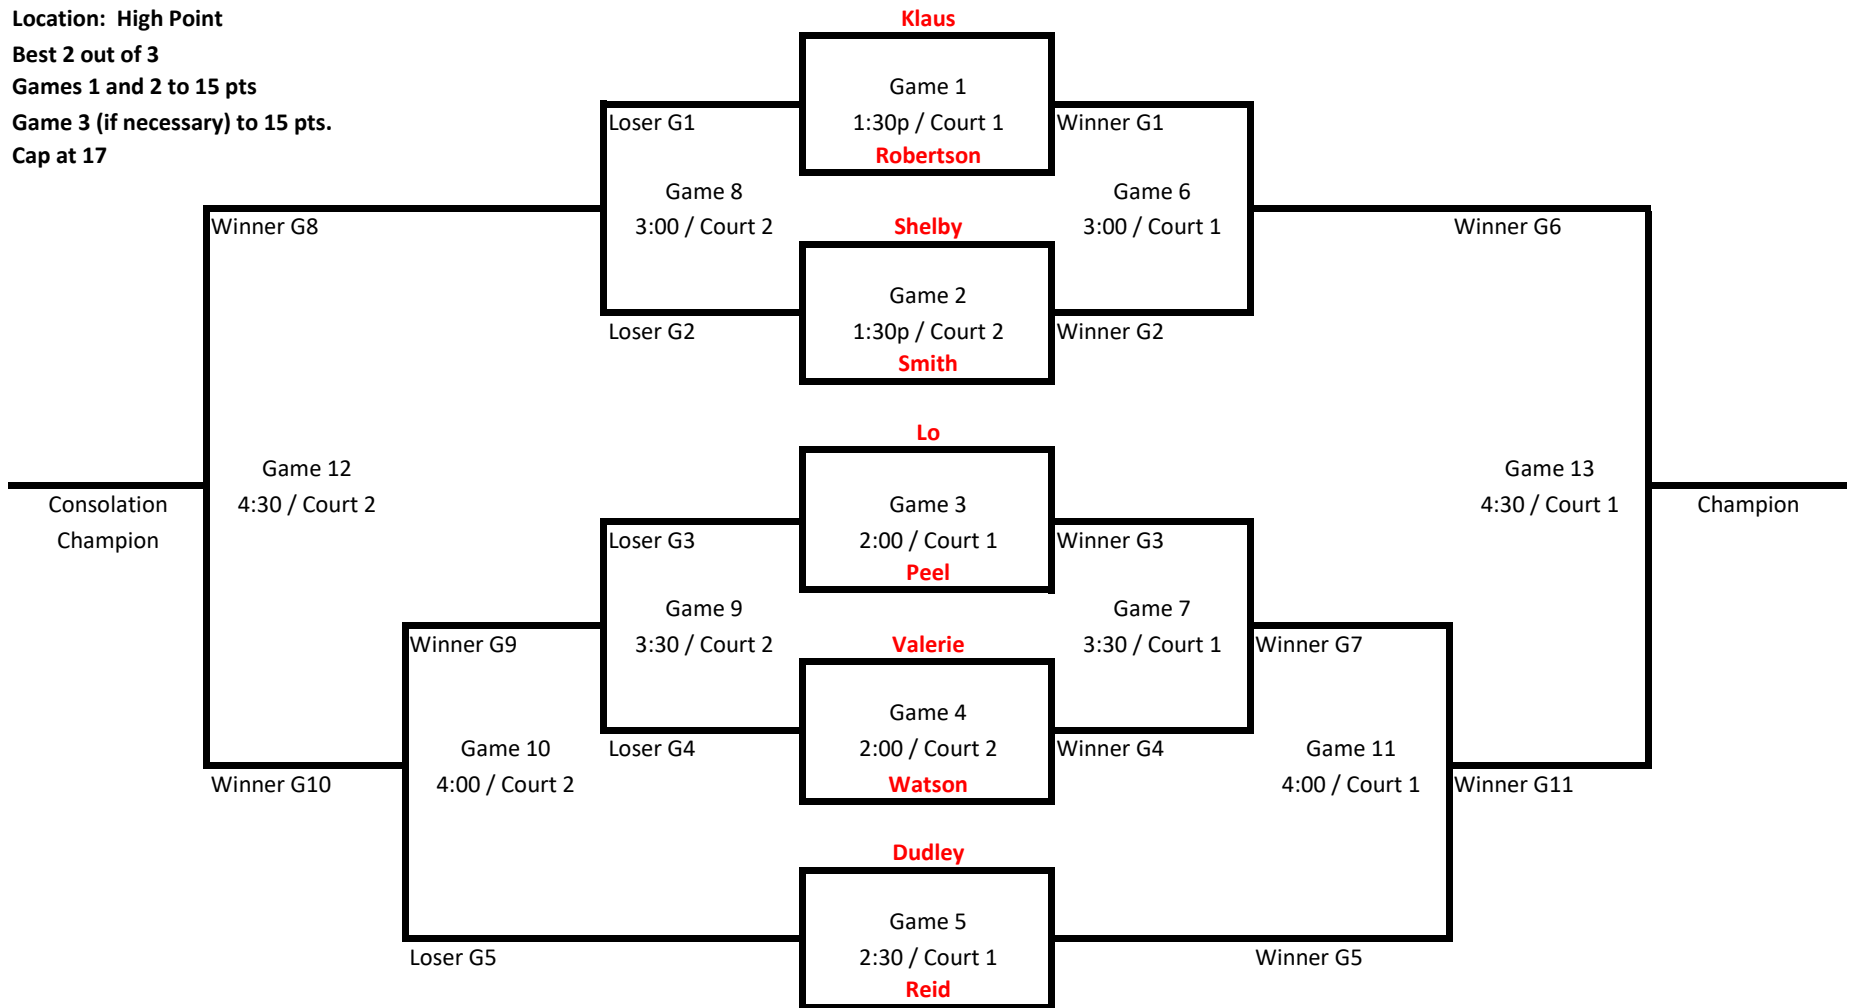 Location:  High Point
Best 2 out of 3
Games 1 and 2 to 15 pts
Game 3 (if necessary) to 15 pts.
Cap at 17
Klaus
Game 1
1:30p / Court 1
Robertson
Loser G1
Winner G1
Game 8
3:00 / Court 2
Game 6
3:00 / Court 1
Winner G8
Winner G6
Shelby
Game 2
1:30p / Court 2
Smith
Loser G2
Winner G2
Lo
Game 12
4:30 / Court 2
Game 13
4:30 / Court 1
Consolation
Champion
Champion
Game 3
2:00 / Court 1
Peel
Loser G3
Winner G3
Game 9
3:30 / Court 2
Game 7
3:30 / Court 1
Winner G9
Winner G7
Valerie
Game 4
2:00 / Court 2
Watson
Loser G4
Winner G4
Game 10
4:00 / Court 2
Game 11
4:00 / Court 1
Winner G10
Winner G11
Dudley
Game 5
2:30 / Court 1
Reid
Loser G5
Winner G5